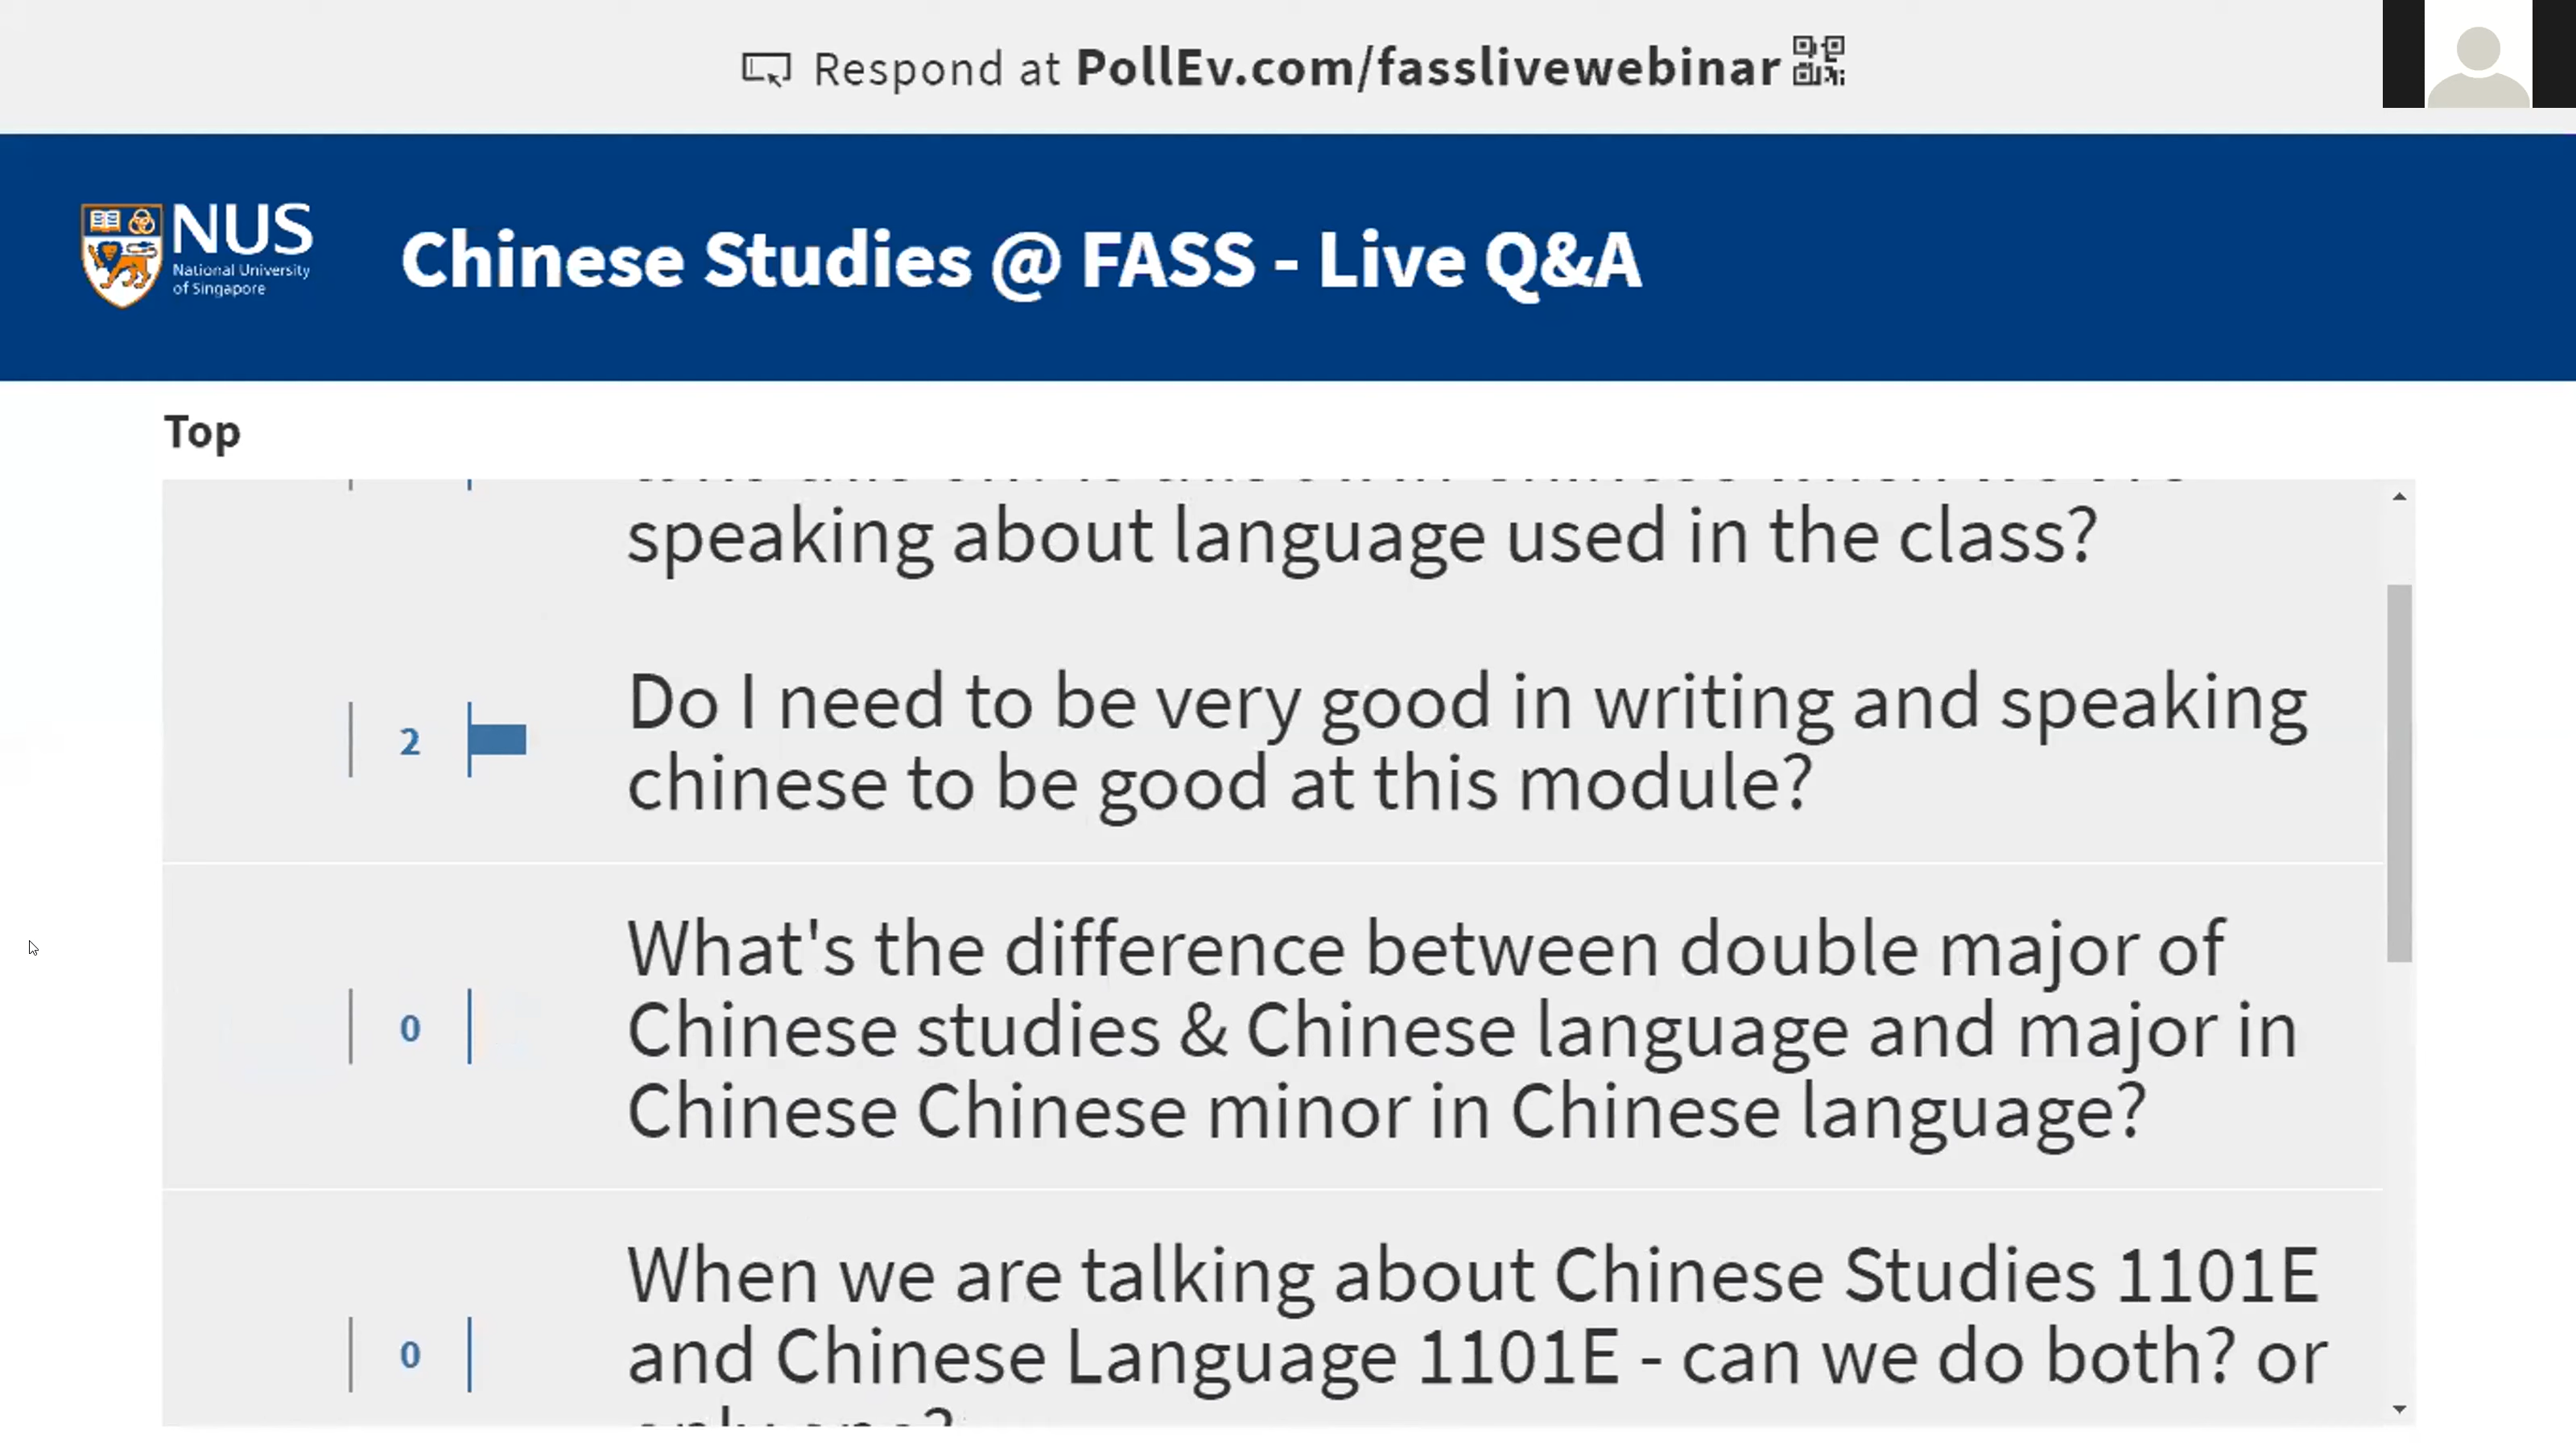 Respond at PollEv.com/fasslivewebinar
NUS
National University
of Singapore
Chinese Studies @ FASS - Live Q&A
Top
speaking about language used in the class?
2
Do I need to be very good in writing and speaking
chinese to be good at this module?
0
What's the difference between double major of
Chinese studies & Chinese language and major in
Chinese Chinese minor in Chinese language?
0
When we are talking about Chinese Studies 1101E
and Chinese Language 1101E - can we do both? or